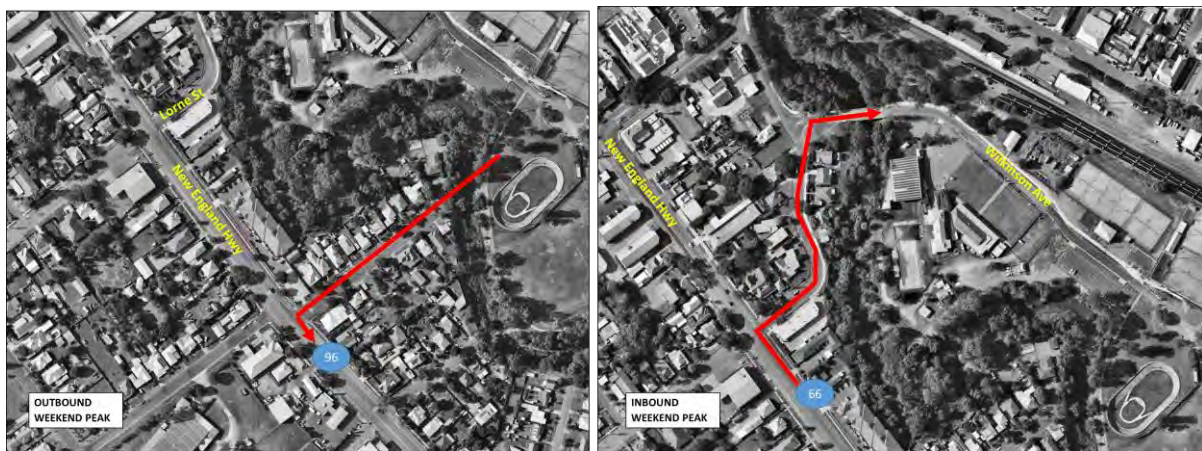 Lorne St
New England Hwy
96
OUTBOUND
WEEKEND PEAK
New England Hwy
Wilkinson Ave
66
INBOUND
WEEKEND PEAK